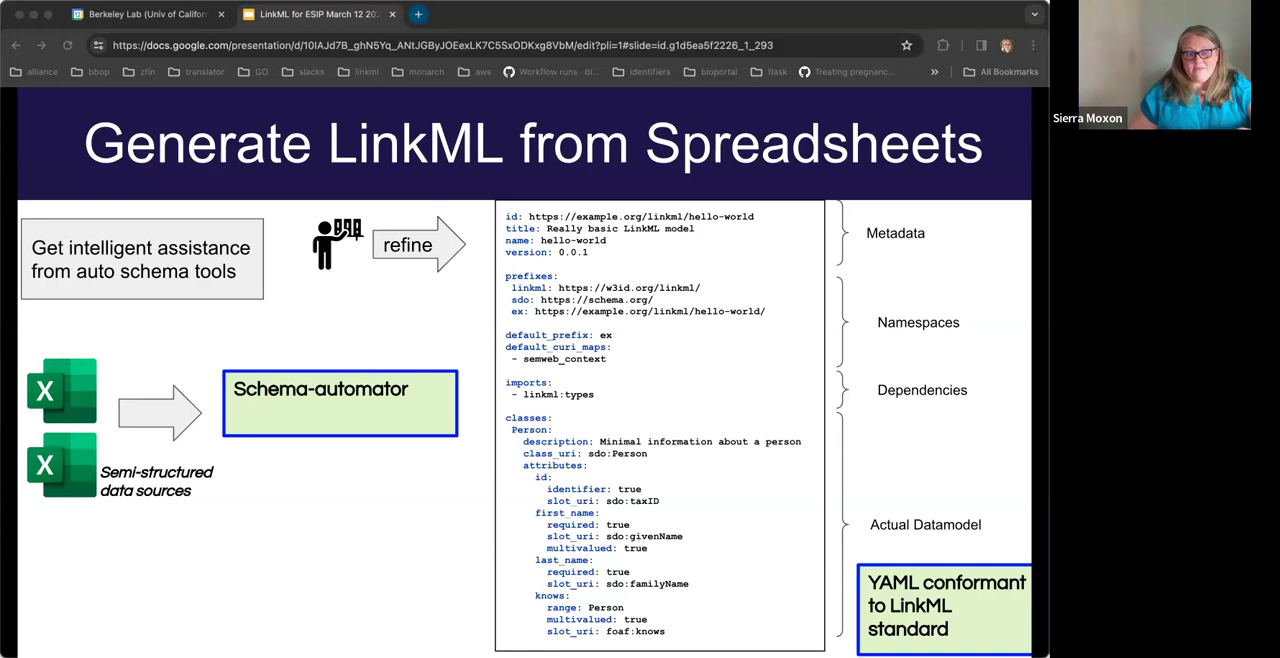 Berkeley Lab (Univ of Califor
LinkML for ESIP March 12 202
https://docs.google.com/presentation/d/10IAJd7B_ghN5Yq_ANtJGByJOEexLK7C5SxODKxg8VbM/edit?pli=1#slide=id.g1d5ea5f2226_1_293
alliance
bbop
zfin
translator
GO
slacks
linkml
monarch
aws
Workflow runs · bi...
identifiers
bioportal
flask
Treating pregnanc...
»
All Bookmarks
Sierra Moxon
Generate LinkML from Spreadsheets
Get intelligent assistance
from auto schema tools
refine
X
X
Semi-structured
data sources
Schema-automator
id: https://example.org/linkml/hello-world
title: Really basic LinkML model
name: hello-world
version: 0.0.1
prefixes:
linkml: https://w3id.org/linkml/
sdo: https://schema.org/
ex: https://example.org/linkml/hello-world/
default_prefix: ex
default_curi_maps:
- semweb_context
imports:
- linkml:types
classes:
Person:
description: Minimal information about a person
class_uri: sdo:Person
attributes:
id:
identifier: true
slot_uri: sdo:taxID
first_name:
required: true
slot_uri: sdo:givenName
multivalued: true
last_name:
required: true
slot_uri: sdo:familyName
knows:
range: Person
multivalued: true
slot_uri: foaf:knows
Metadata
Namespaces
Dependencies
Actual Datamodel
YAML conformant
to LinkML
standard